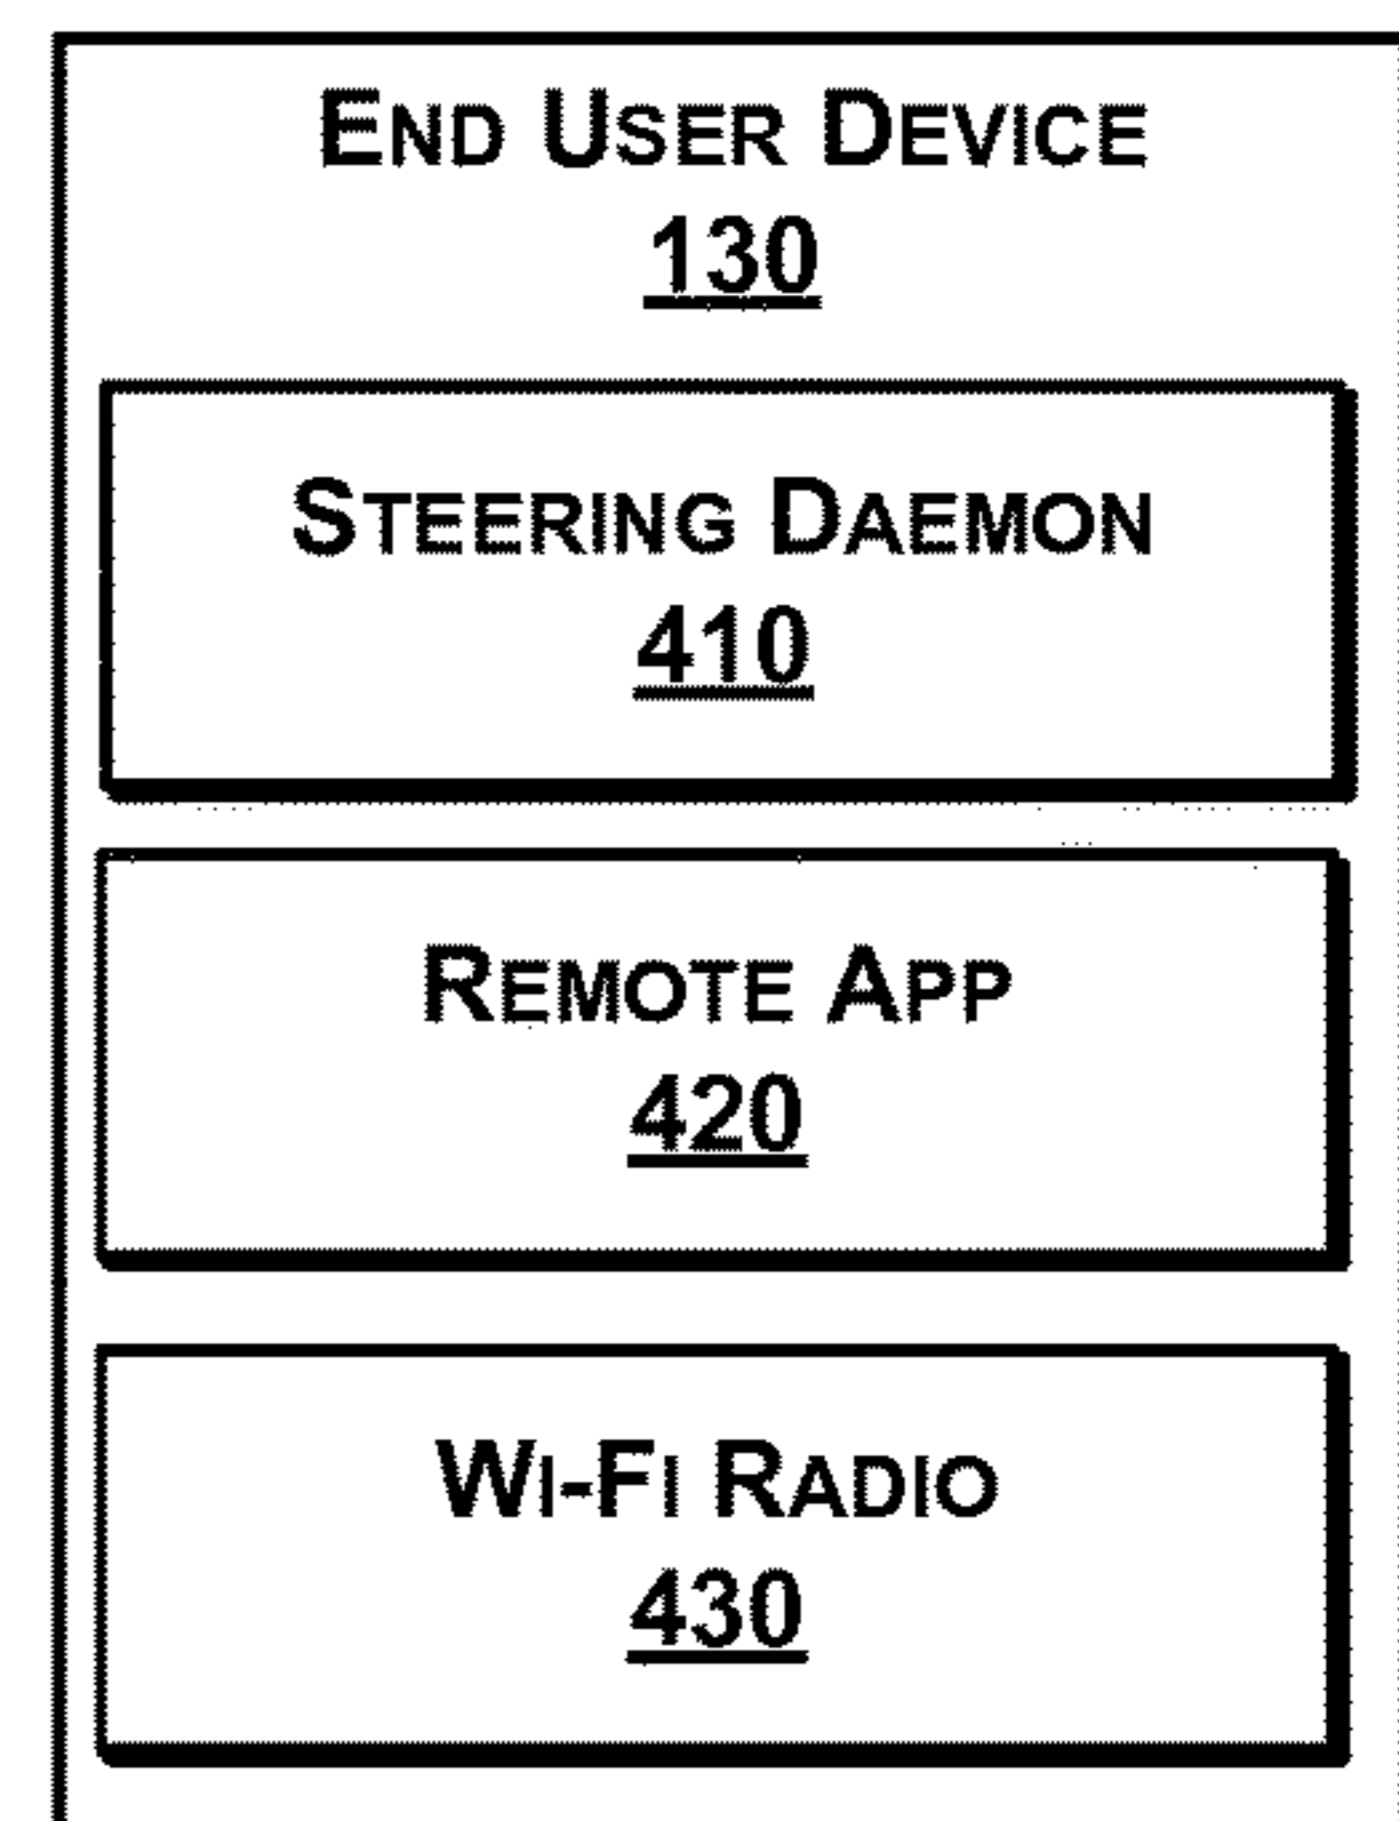 END USER DEVICE
130
STEERING DAEMON
410
REMOTE APP
420
WI-FI RADIO
430